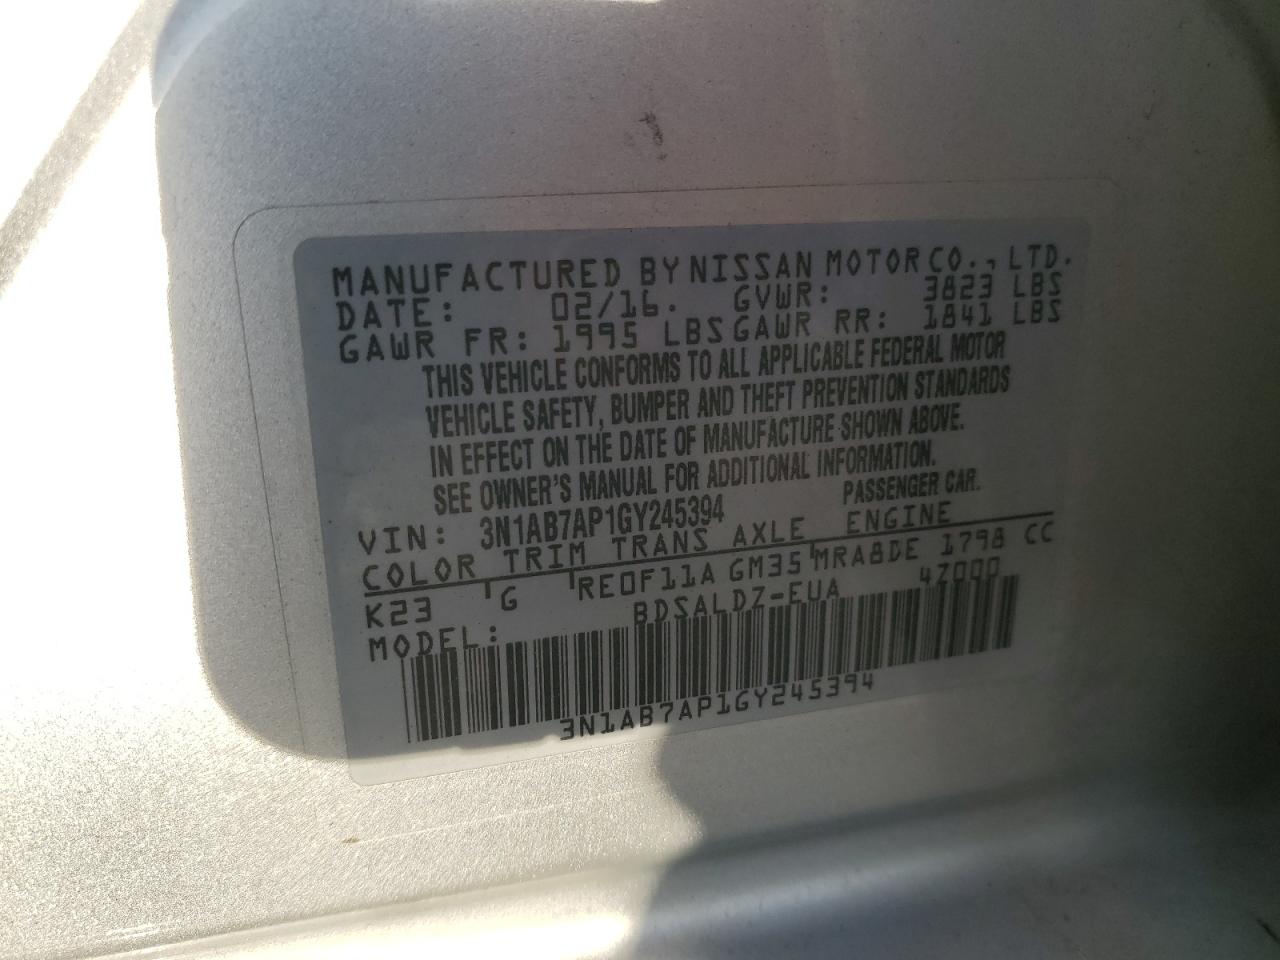 MANUFACTURED BY NISSAN MOTOR CO., LTD.
DATE: 02/16. GVWR: 3823 LBS
GAWR FR: 1995 LBS GAWR RR: 1841 LBS
THIS VEHICLE CONFORMS TO ALL APPLICABLE FEDERAL MOTOR
VEHICLE SAFETY, BUMPER AND THEFT PREVENTION STANDARDS
IN EFFECT ON THE DATE OF MANUFACTURE SHOWN ABOVE.
SEE OWNER'S MANUAL FOR ADDITIONAL INFORMATION.
VIN: 3N1AB7AP1GY245394 PASSENGER CAR.
COLOR TRIM TRANS AXLE ENGINE
K23 G RE0F11A GM35 MRA8DE 1798 CC
MODEL: BDSALDZ-EUA 4Z000
3N1AB7AP1GY245394